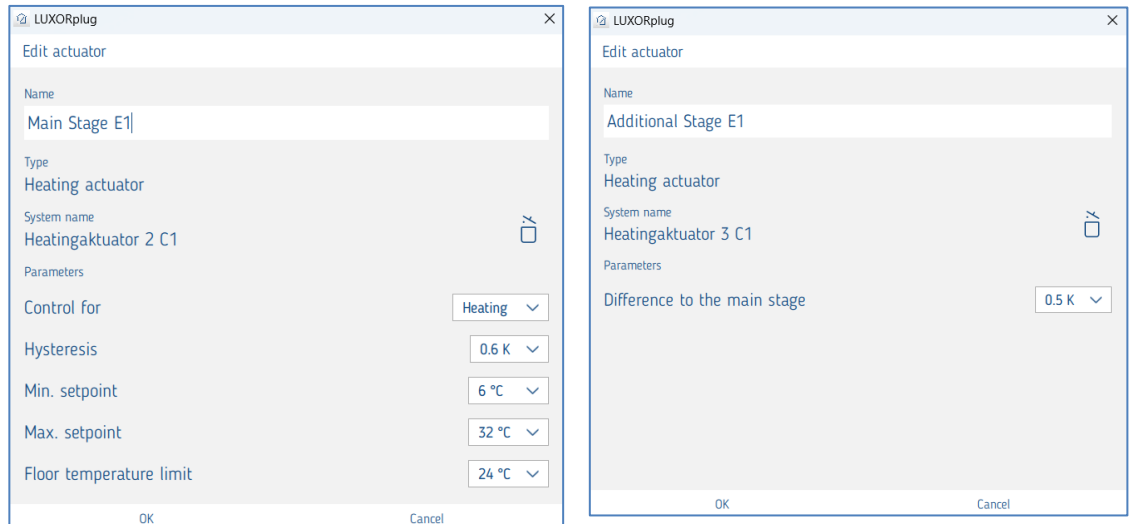 LUXORplug
Edit actuator
Name
Main Stage E1
Type
Heating actuator
System name
Heatingaktuator 2 C1
Parameters
Control for
Heating
Hysteresis
0.6 K
Min. setpoint
6 °C
Max. setpoint
32 °C
Floor temperature limit
24 °C
OK
Cancel
LUXORplug
Edit actuator
Name
Additional Stage E1
Type
Heating actuator
System name
Heatingaktuator 3 C1
Parameters
Difference to the main stage
0.5 K
OK
Cancel